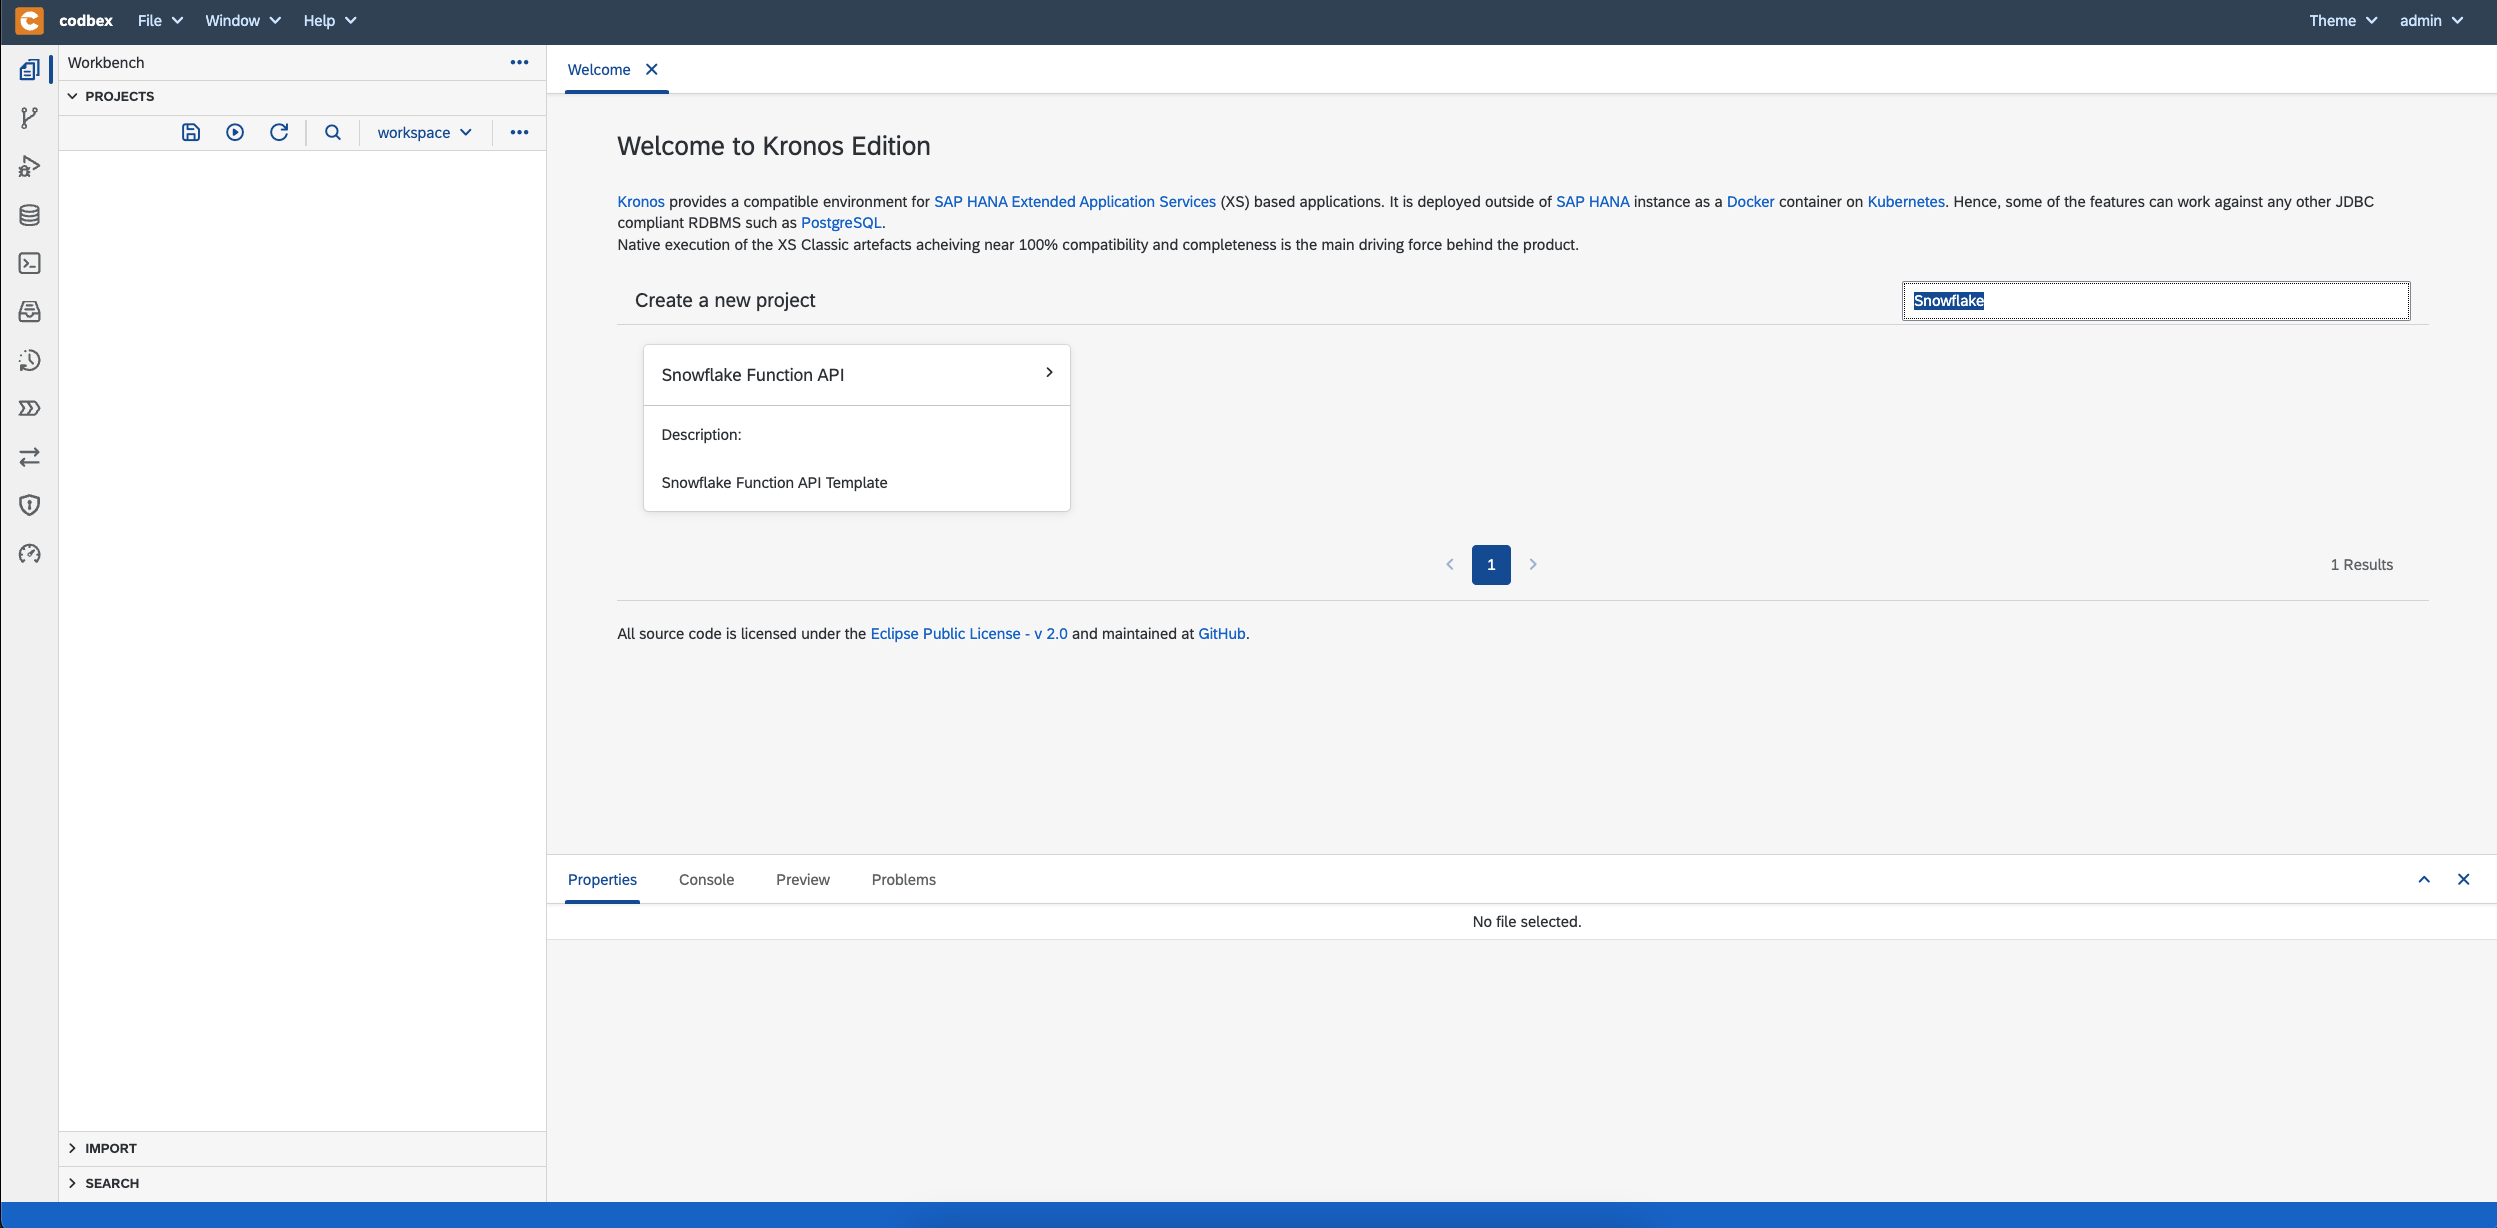 codbex File Window Help Theme admin
Workbench
PROJECTS
workspace
IMPORT
SEARCH
Welcome
Welcome to Kronos Edition
Kronos provides a compatible environment for SAP HANA Extended Application Services (XS) based applications. It is deployed outside of SAP HANA instance as a Docker container on Kubernetes. Hence, some of the features can work against any other JDBC
compliant RDBMS such as PostgreSQL.
Native execution of the XS Classic artefacts acheiving near 100% compatibility and completeness is the main driving force behind the product.
Create a new project
Snowflake
Snowflake Function API
Description:
Snowflake Function API Template
1
1 Results
All source code is licensed under the Eclipse Public License - v 2.0 and maintained at GitHub.
Properties Console Preview Problems
No file selected.